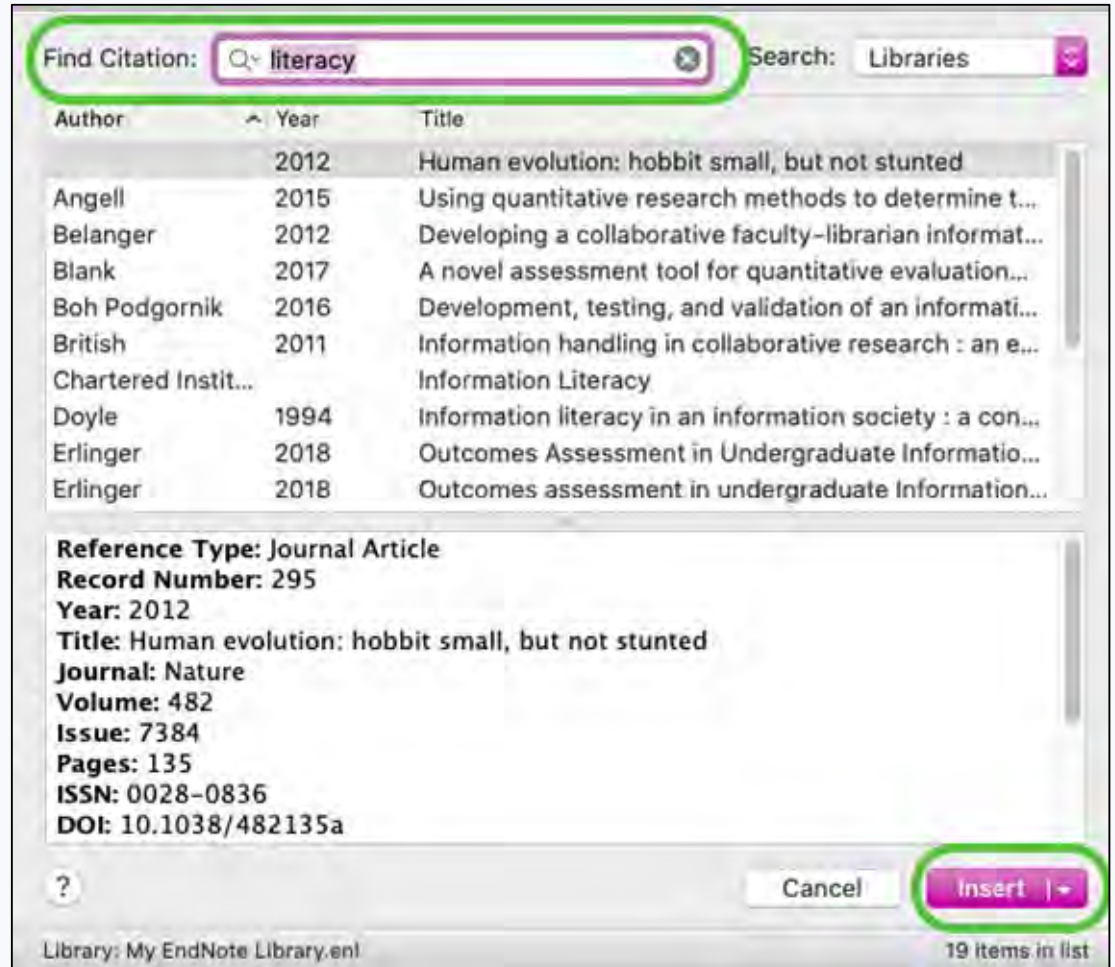 Find Citation: literacy Search: Libraries
Author Year Title
2012 Human evolution: hobbit small, but not stunted
Angell 2015 Using quantitative research methods to determine t...
Belanger 2012 Developing a collaborative faculty-librarian informat...
Blank 2017 A novel assessment tool for quantitative evaluation...
Boh Podgornik 2016 Development, testing, and validation of an informati...
British 2011 Information handling in collaborative research : an e...
Chartered Instit... Information Literacy
Doyle 1994 Information literacy in an information society : a con...
Erlinger 2018 Outcomes Assessment in Undergraduate Informatio...
Erlinger 2018 Outcomes assessment in undergraduate Information...
Reference Type: Journal Article
Record Number: 295
Year: 2012
Title: Human evolution: hobbit small, but not stunted
Journal: Nature
Volume: 482
Issue: 7384
Pages: 135
ISSN: 0028-0836
DOI: 10.1038/482135a
? Cancel Insert
Library: My EndNote Library.enl 19 items in list